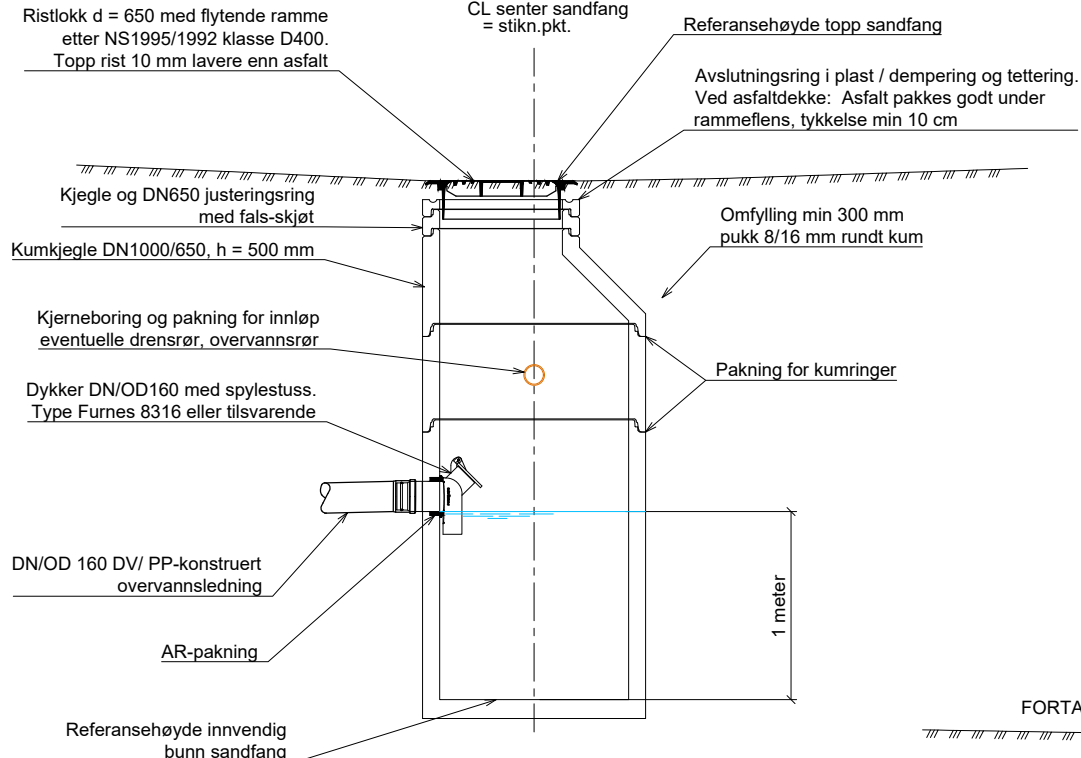 Ristlokk d = 650 med flytende ramme
etter NS1995/1992 klasse D400.
Topp rist 10 mm lavere enn asfalt
CL senter sandfang
= stikn.pkt.
Referansehøyde topp sandfang
Avslutningsring i plast / dempering og tettering.
Ved asfaltdekke: Asfalt pakkes godt under
rammeflens, tykkelse min 10 cm
Kjegle og DN650 justeringsring
med fals-skjøt
Omfylling min 300 mm
pukk 8/16 mm rundt kum
Kumkjegle DN1000/650, h = 500 mm
Kjerneboring og pakning for innløp
eventuelle drensrør, overvannsrør
Pakning for kumringer
Dykker DN/OD160 med spylestuss.
Type Furnes 8316 eller tilsvarende
DN/OD 160 DV/ PP-konstruert
overvannsledning
1 meter
AR-pakning
Referansehøyde innvendig
bunn sandfang
FORTA